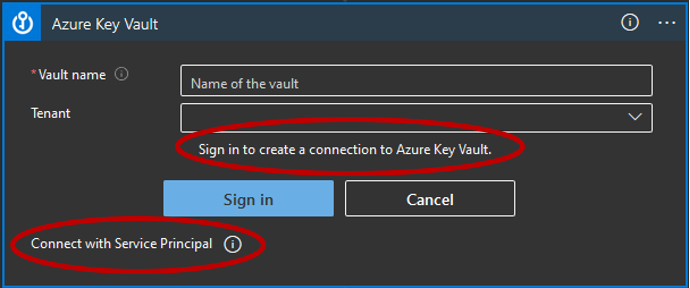 Azure Key Vault
* Vault name
Name of the vault
Tenant
Sign in to create a connection to Azure Key Vault.
Sign in
Cancel
Connect with Service Principal